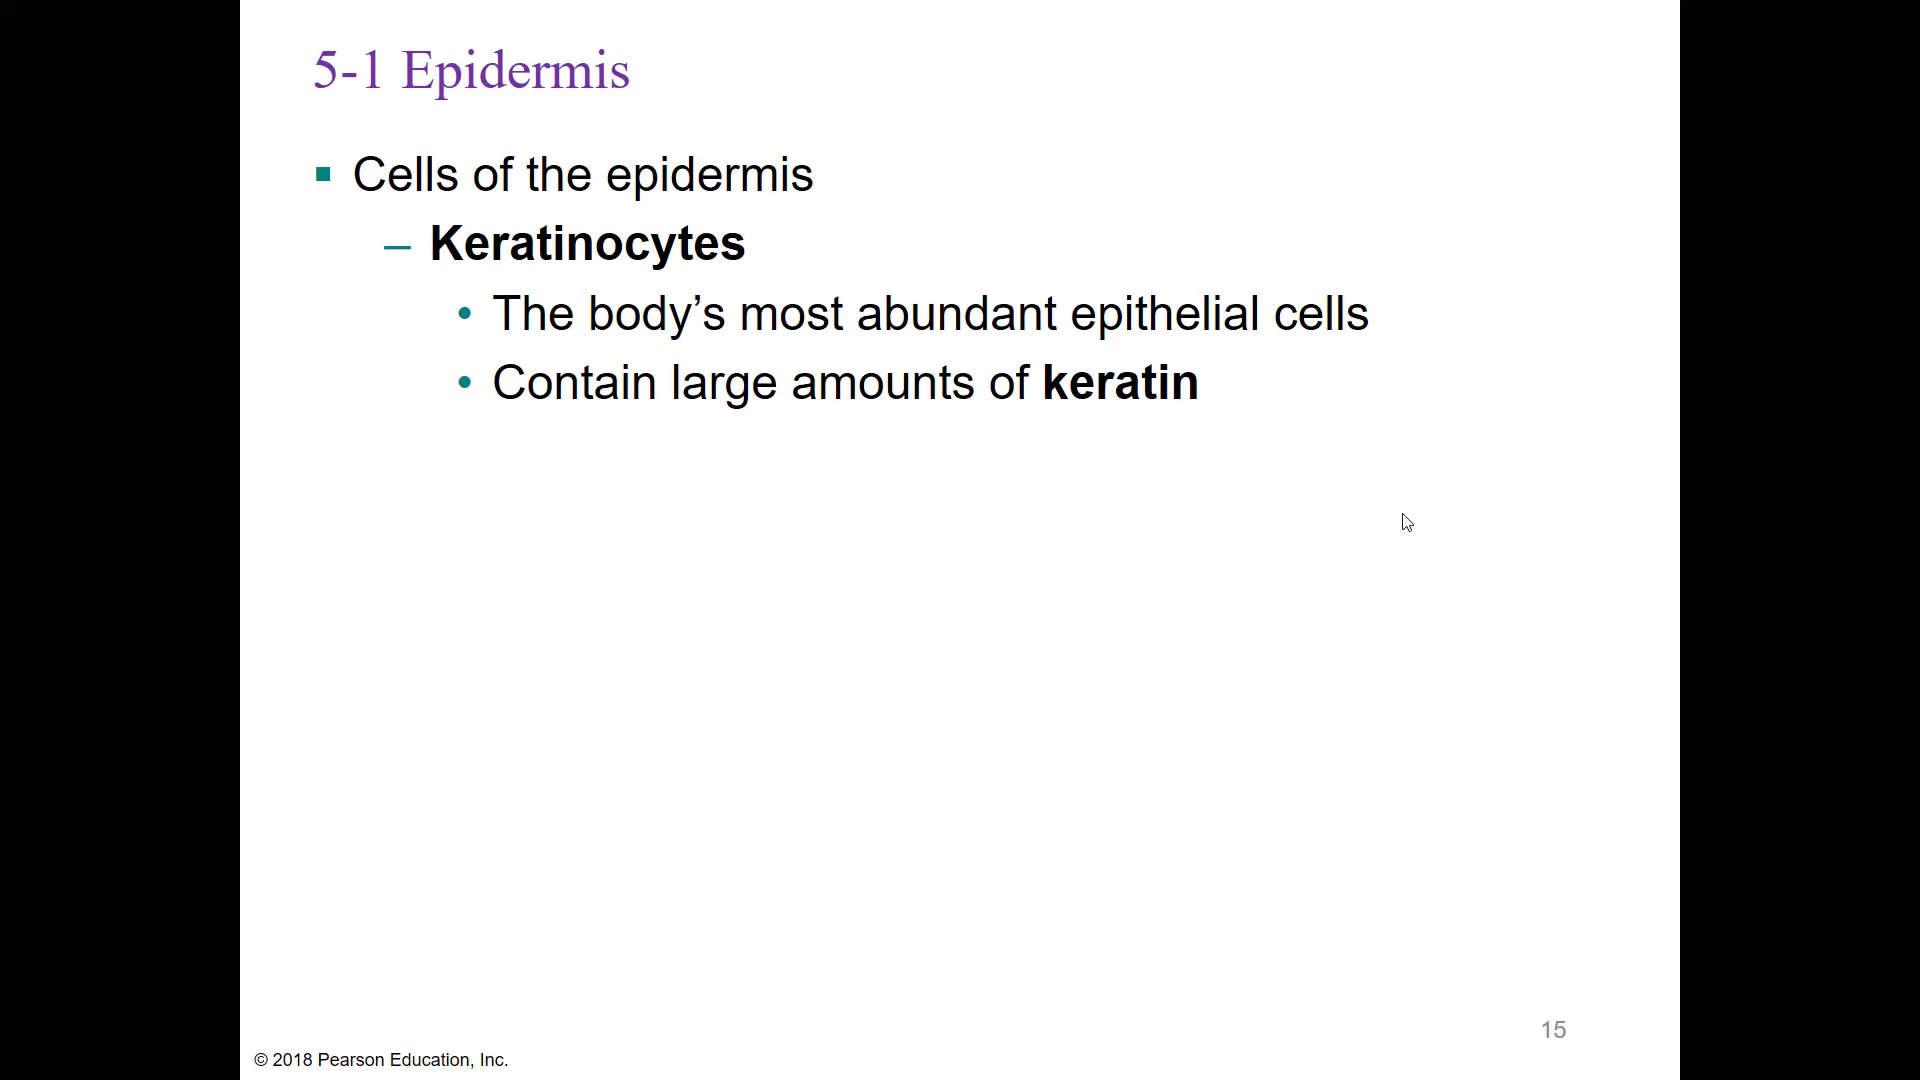 5-1 Epidermis
▪ Cells of the epidermis
– Keratinocytes
• The body’s most abundant epithelial cells
• Contain large amounts of keratin
15
© 2018 Pearson Education, Inc.